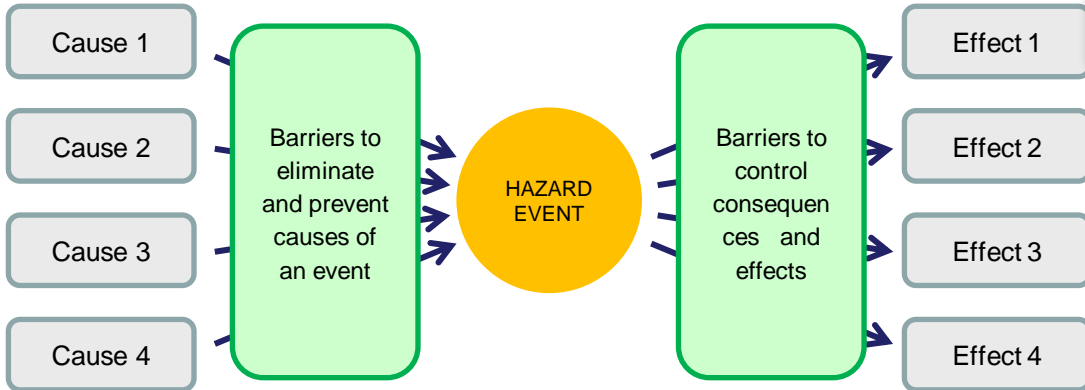 Cause 1
Cause 2
Cause 3
Cause 4
Barriers to
eliminate
and prevent
causes of
an event
HAZARD
EVENT
Barriers to
control
consequen
ces and
effects
Effect 1
Effect 2
Effect 3
Effect 4